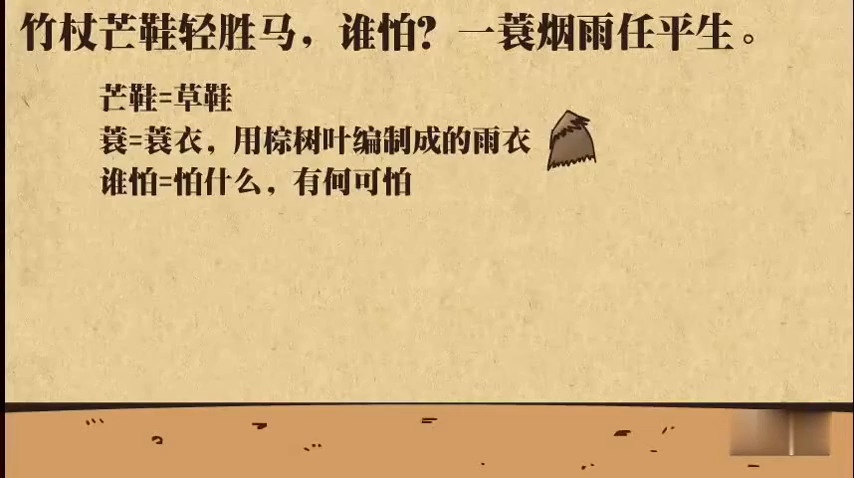 竹杖芒鞋轻胜马，谁怕？一蓑烟雨任平生。
芒鞋=草鞋
蓑=蓑衣，用棕树叶编制成的雨衣
谁怕=怕什么，有何可怕